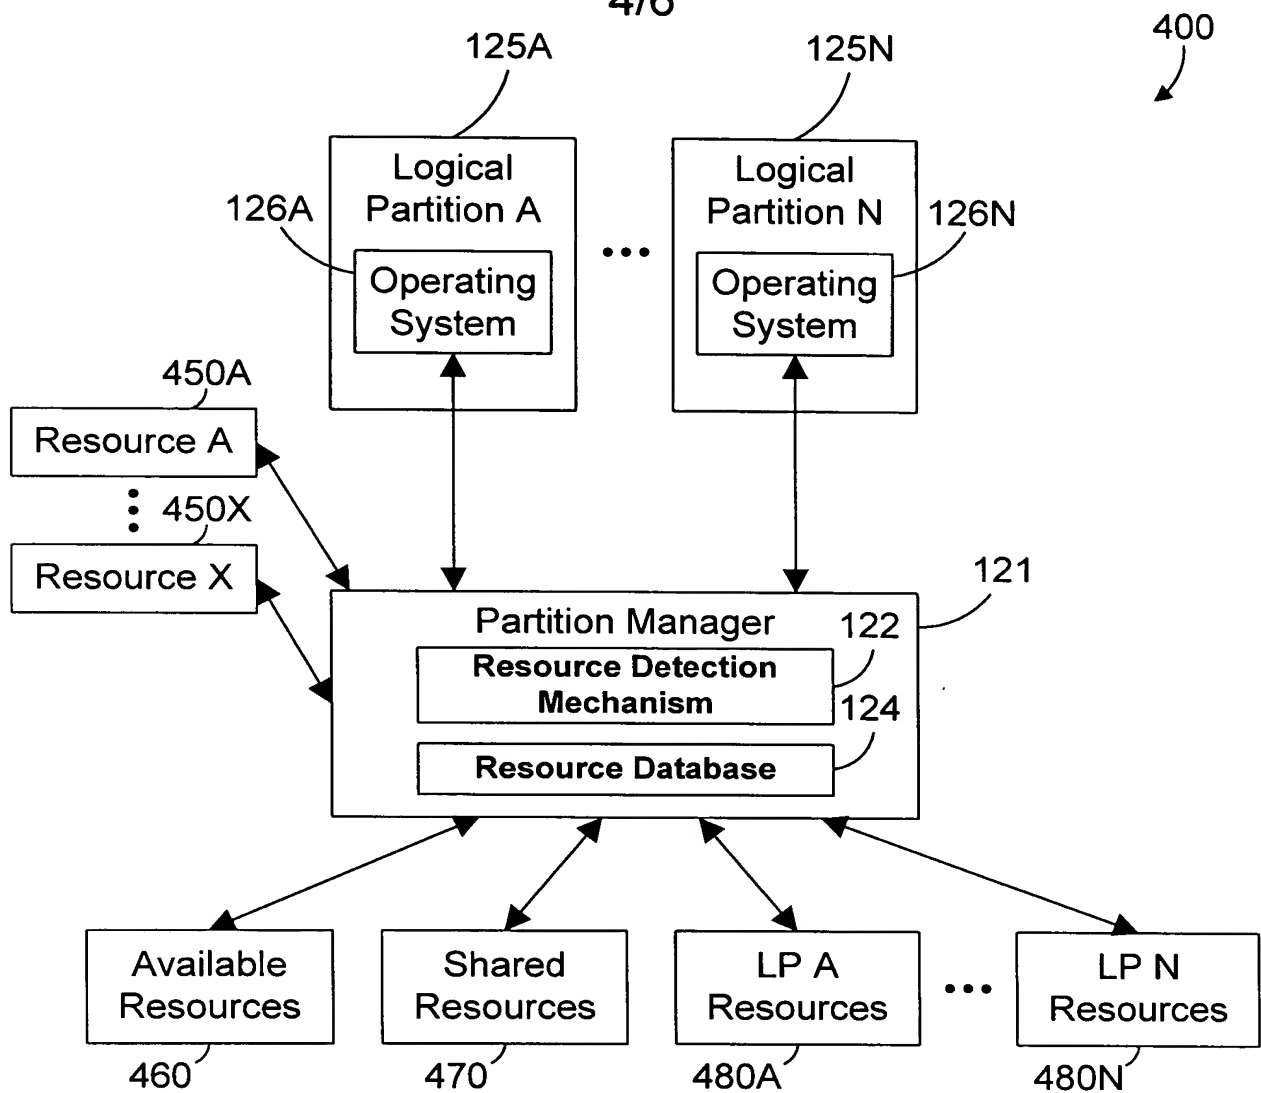 4/6
400
125A
125N
Logical
Partition A
Logical
Partition N
126A
126N
Operating
System
Operating
System
450A
Resource A
450X
Resource X
121
Partition Manager
122
Resource Detection
Mechanism
124
Resource Database
Available
Resources
Shared
Resources
LP A
Resources
LP N
Resources
460
470
480A
480N